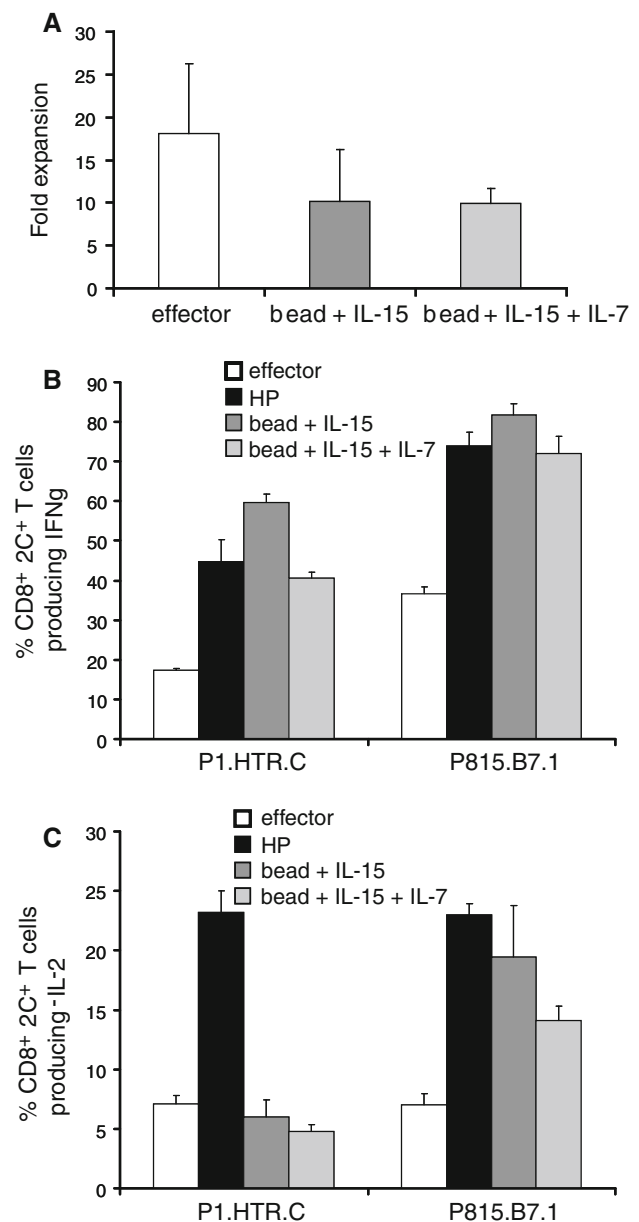 A
Fold expansion
30
25
20
15
10
5
0
effector
bead + IL-15
bead + IL-15 + IL-7
B
effector
HP
bead + IL-15
bead + IL-15 + IL-7
% CD8+ 2C+ T cells
producing IFNg
90
80
70
60
50
40
30
20
10
0
P1.HTR.C
P815.B7.1
C
effector
HP
bead + IL-15
bead + IL-15 + IL-7
% CD8+ 2C+ T cells
producing-IL-2
30
25
20
15
10
5
0
P1.HTR.C
P815.B7.1